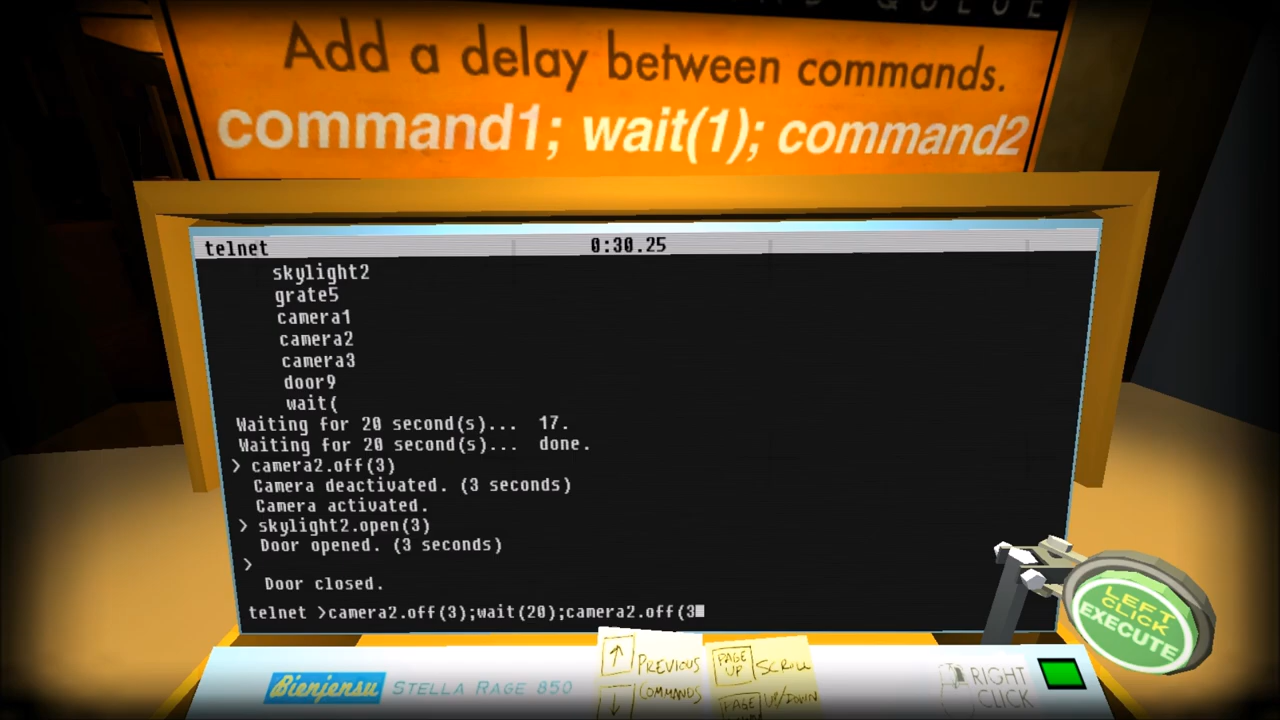 QUEUE
Add a delay between commands.
command1; wait(1); command2
telnet 0:30.25
skylight2
grate5
camera1
camera2
camera3
door9
wait(
Waiting for 20 second(s)... 17.
Waiting for 20 second(s)... done.
> camera2.off(3)
Camera deactivated. (3 seconds)
Camera activated.
> skylight2.open(3)
Door opened. (3 seconds)
>
Door closed.
telnet >camera2.off(3);wait(20);camera2.off(3
LEFT
CLICK
EXECUTE
↑ PREVIOUS
↓ COMMANDS
PAGE
UP SCROLL
PAGE UP/DOWN
RIGHT
CLICK
Bienjensu STELLA RAGE 850